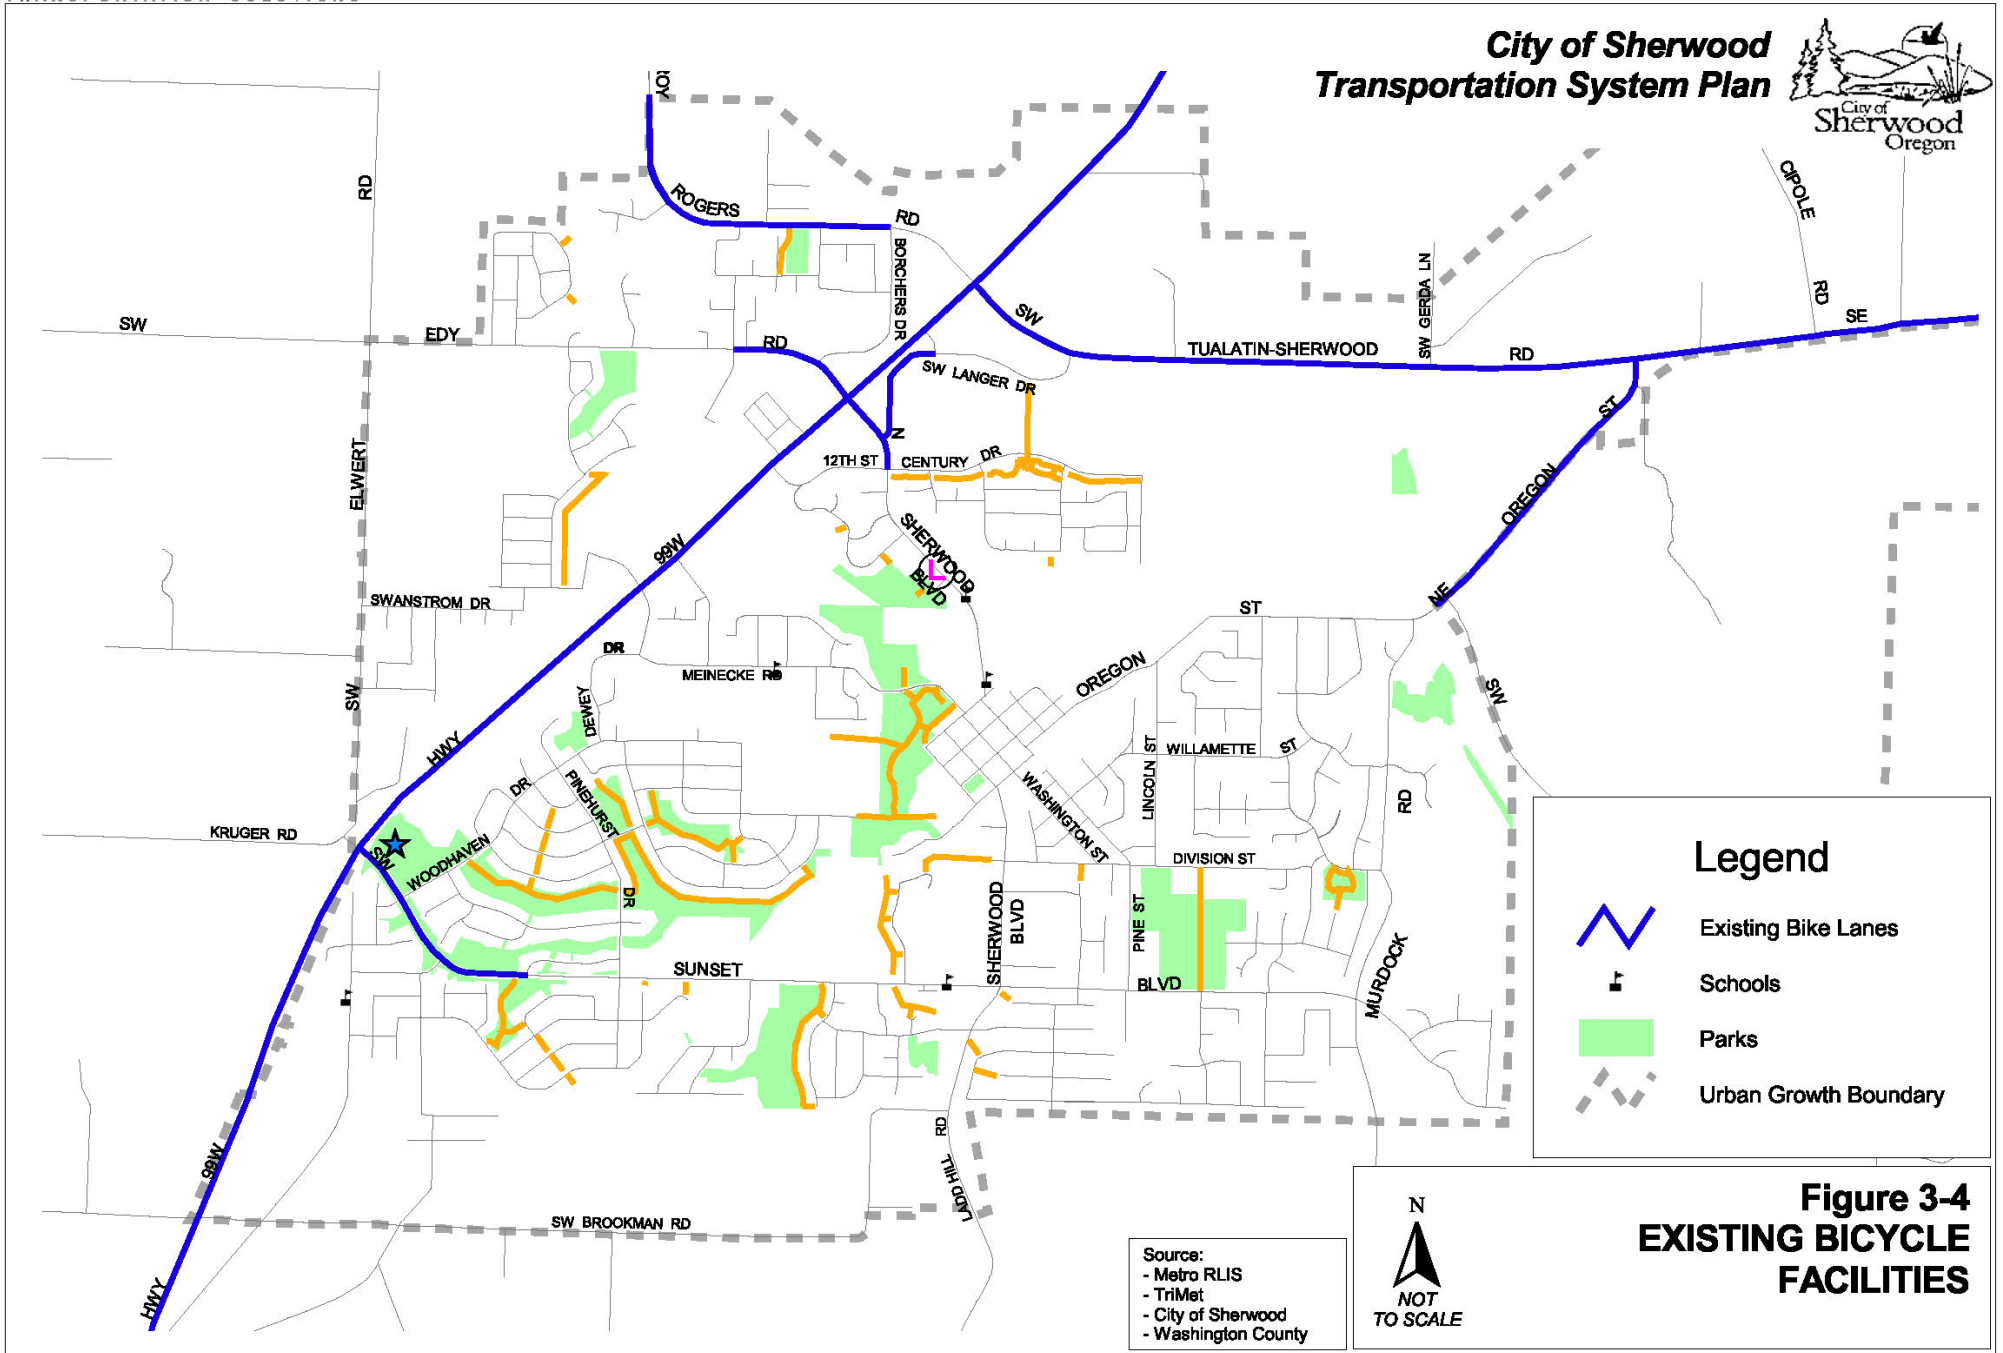 City of Sherwood
Transportation System Plan
City of
Sherwood
Oregon
RD
ROGERS
RD
CIPOLE
RD
BORCHERS DR
SW GERDA LN
SW
EDY
RD
SW
TUALATIN-SHERWOOD
RD
SE
SW LANGER DR
N
12TH ST
CENTURY
DR
ST
OREGON
NE
ELWERT
SW
99W
SHERWOOD
BLVD
L
SWANSTROM DR
DR
MEINECKE RD
DEWEY
ST
OREGON
SW
HWY
WILLAMETTE
ST
LINCOLN ST
WASHINGTON ST
DR
PINEHURST
DR
KRUGER RD
SW
WOODHAVEN
DIVISION ST
RD
MURDOCK
PINE ST
SHERWOOD
BLVD
SUNSET
BLVD
99W
HWY
SW BROOKMAN RD
RD
LADD HILL
Legend
Existing Bike Lanes
Schools
Parks
Urban Growth Boundary
Source:
- Metro RLIS
- TriMet
- City of Sherwood
- Washington County
N
NOT
TO SCALE
Figure 3-4
EXISTING BICYCLE
FACILITIES